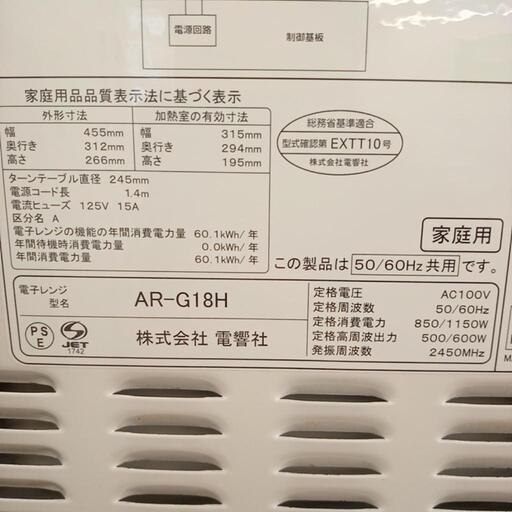 電源回路
制御基板
家庭用品品質表示法に基づく表示
外形寸法 加熱室の有効寸法
幅 455mm 幅 315mm
奥行き 312mm 奥行き 294mm
高さ 266mm 高さ 195mm
ターンテーブル直径 245mm
電源コード長 1.4m
電流ヒューズ 125V 15A
区分名 A
電子レンジの機能の年間消費電力量 60.1kWh/年
年間待機時消費電力量 0.0kWh/年
年間消費電力量 60.1kWh/年
総務省基準適合
型式確認第 EXTT10号
株式会社電響社
家庭用
この製品は 50/60Hz共用 です。
電子レンジ
型名 AR-G18H
株式会社 電響社
PS
E
JET
1742
定格電圧 AC100V
定格周波数 50/60Hz
定格消費電力 850/1150W
定格高周波出力 500/600W
発振周波数 2450MHz